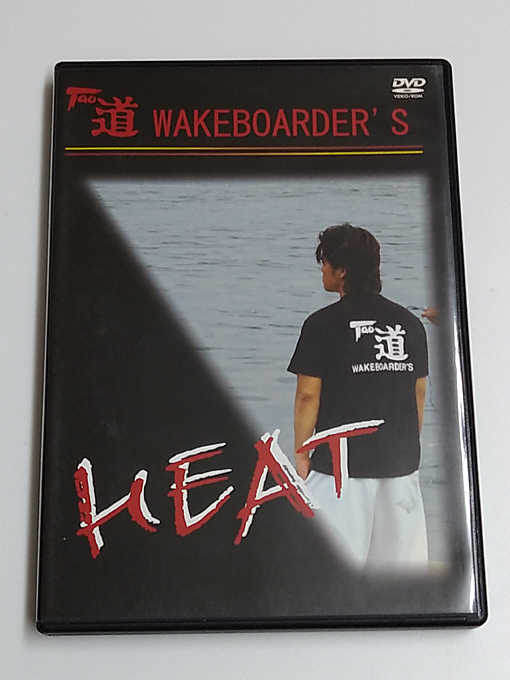 DVD
VIDEO/ROM
Tao 道 WAKEBOARDER'S
Tao 道
WAKEBOARDER'S
HEAT